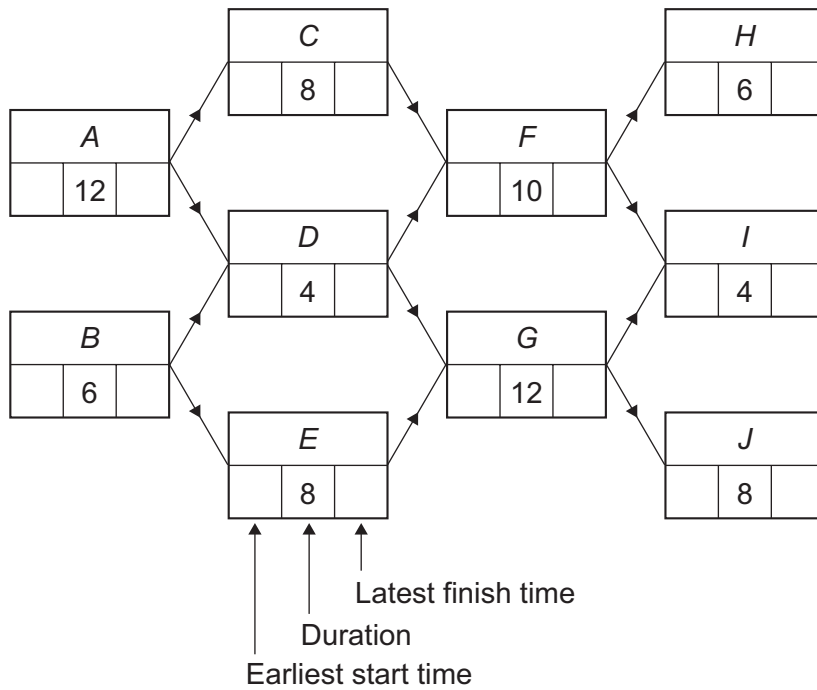 C
8
H
6
A
12
F
10
D
4
I
4
B
6
G
12
E
8
J
8
Latest finish time
Duration
Earliest start time